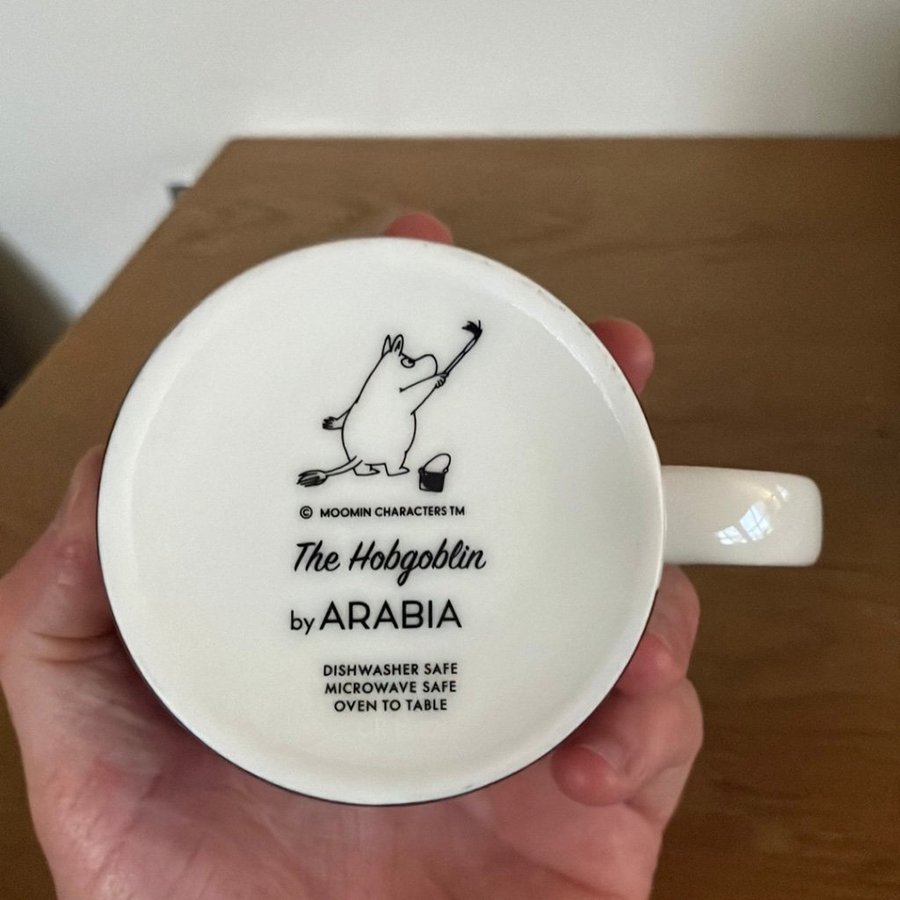 © MOOMIN CHARACTERS TM
The Hobgoblin
by ARABIA
DISHWASHER SAFE
MICROWAVE SAFE
OVEN TO TABLE